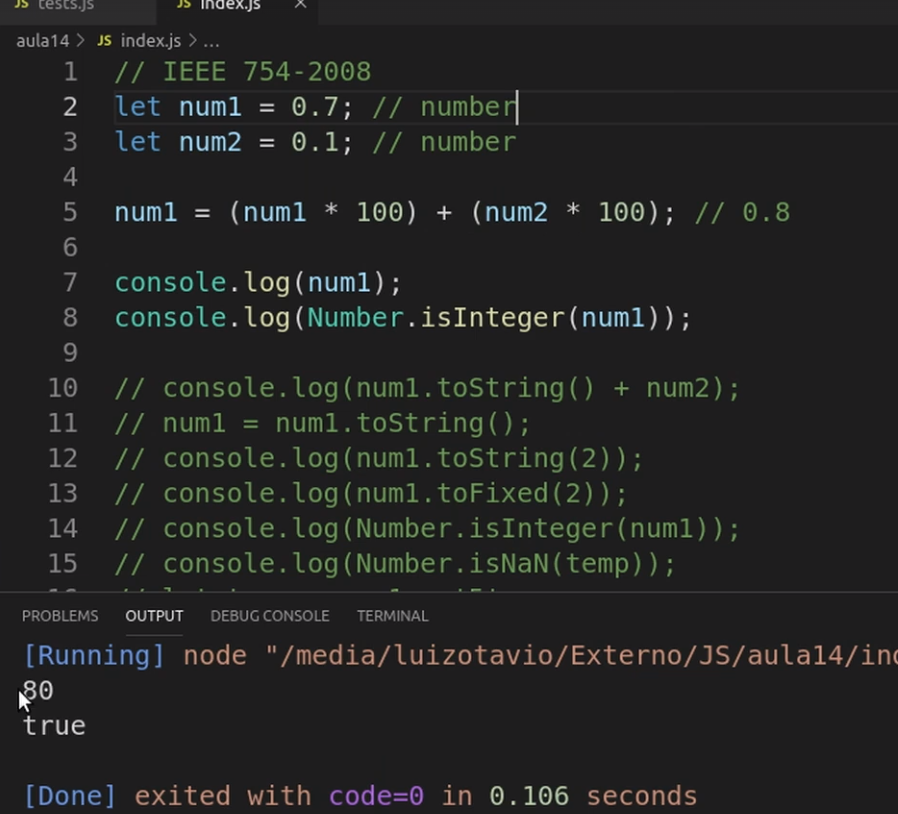 JS tests.js JS index.js ×
aula14 > JS index.js > ...
1 // IEEE 754-2008
2 let num1 = 0.7; // number
3 let num2 = 0.1; // number
4
5 num1 = (num1 * 100) + (num2 * 100); // 0.8
6
7 console.log(num1);
8 console.log(Number.isInteger(num1));
9
10 // console.log(num1.toString() + num2);
11 // num1 = num1.toString();
12 // console.log(num1.toString(2));
13 // console.log(num1.toFixed(2));
14 // console.log(Number.isInteger(num1));
15 // console.log(Number.isNaN(temp));
PROBLEMS OUTPUT DEBUG CONSOLE TERMINAL
[Running] node "/media/luizotavio/Externo/JS/aula14/
80
true
[Done] exited with code=0 in 0.106 seconds